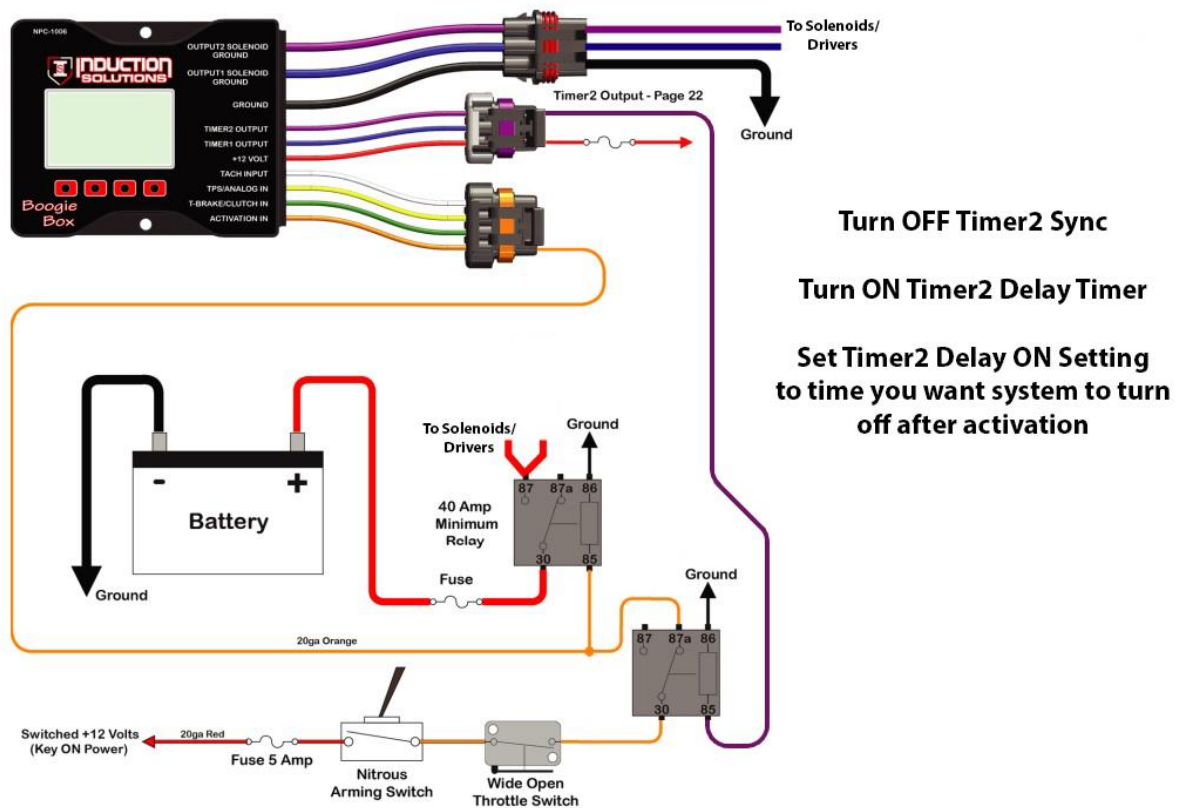 NPC-1006
INDUCTION
SOLUTIONS
Boogie
Box
OUTPUT2 SOLENOID
GROUND
OUTPUT1 SOLENOID
GROUND
GROUND
TIMER2 OUTPUT
TIMER1 OUTPUT
+12 VOLT
TACH INPUT
TPS/ANALOG IN
T-BRAKE/CLUTCH IN
ACTIVATION IN
To Solenoids/
Drivers
Timer2 Output - Page 22
Ground
Turn OFF Timer2 Sync
Turn ON Timer2 Delay Timer
Set Timer2 Delay ON Setting
to time you want system to turn
off after activation
- +
Battery
Ground
To Solenoids/
Drivers
Ground
87 87a 86
40 Amp
Minimum
Relay
30 85
Fuse
Ground
20ga Orange
87 87a 86
30 85
Switched +12 Volts
(Key ON Power)
20ga Red
Fuse 5 Amp
Nitrous
Arming Switch
Wide Open
Throttle Switch